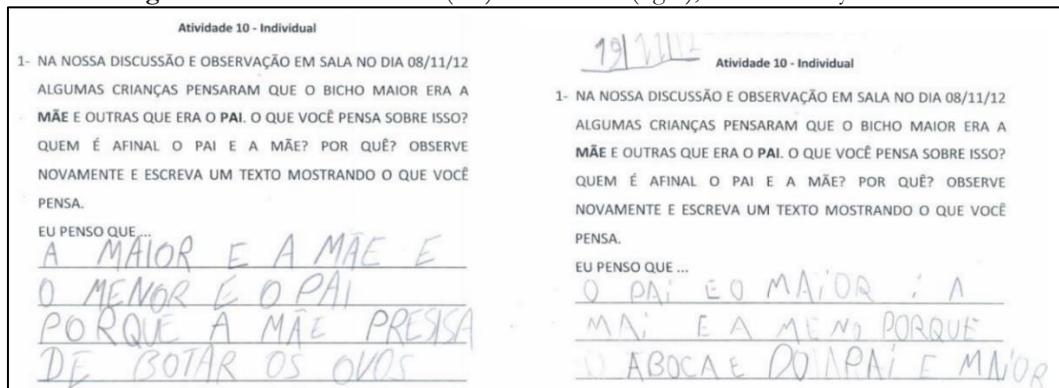 Atividade 10 - Individual
1- NA NOSSA DISCUSSÃO E OBSERVAÇÃO EM SALA NO DIA 08/11/12
ALGUMAS CRIANÇAS PENSARAM QUE O BICHO MAIOR ERA A
MÃE E OUTRAS QUE ERA O PAI. O QUE VOCÊ PENSA SOBRE ISSO?
QUEM É AFINAL O PAI E A MÃE? POR QUÊ? OBSERVE
NOVAMENTE E ESCREVA UM TEXTO MOSTRANDO O QUE VOCÊ
PENSA.
EU PENSO QUE ...
A MAIOR E A MÃE E
O MENOR E O PAI
PORQUE A MÃE PRESISA
DE BOTAR OS OVOS
19/11/12
Atividade 10 - Individual
1- NA NOSSA DISCUSSÃO E OBSERVAÇÃO EM SALA NO DIA 08/11/12
ALGUMAS CRIANÇAS PENSARAM QUE O BICHO MAIOR ERA A
MÃE E OUTRAS QUE ERA O PAI. O QUE VOCÊ PENSA SOBRE ISSO?
QUEM É AFINAL O PAI E A MÃE? POR QUÊ? OBSERVE
NOVAMENTE E ESCREVA UM TEXTO MOSTRANDO O QUE VOCÊ
PENSA.
EU PENSO QUE ...
O PAI E O MAIOR : A
MAI E A MENO PORQUE
ABOCA E DO PAI E MAIOR